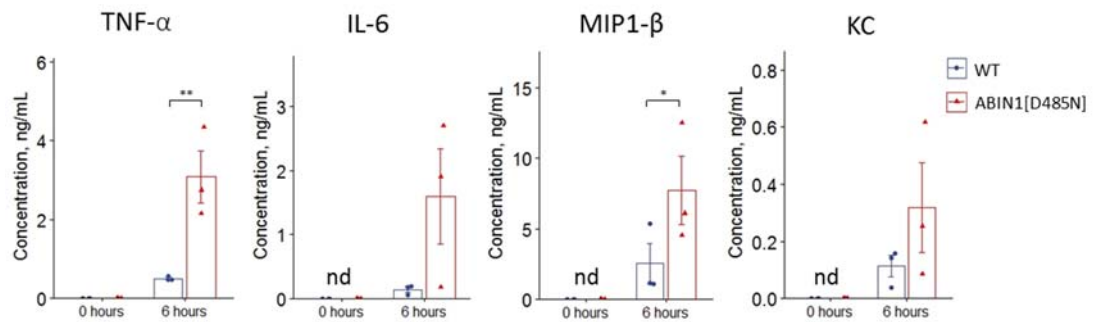 TNF-α
IL-6
MIP1-β
KC
Concentration, ng/mL
6
4
2
0
**
0 hours
6 hours
Concentration, ng/mL
3
2
1
0
nd
0 hours
6 hours
Concentration, ng/mL
15
10
5
0
*
nd
0 hours
6 hours
Concentration, ng/mL
0.8
0.6
0.4
0.2
0.0
nd
0 hours
6 hours
WT
ABIN1[D485N]